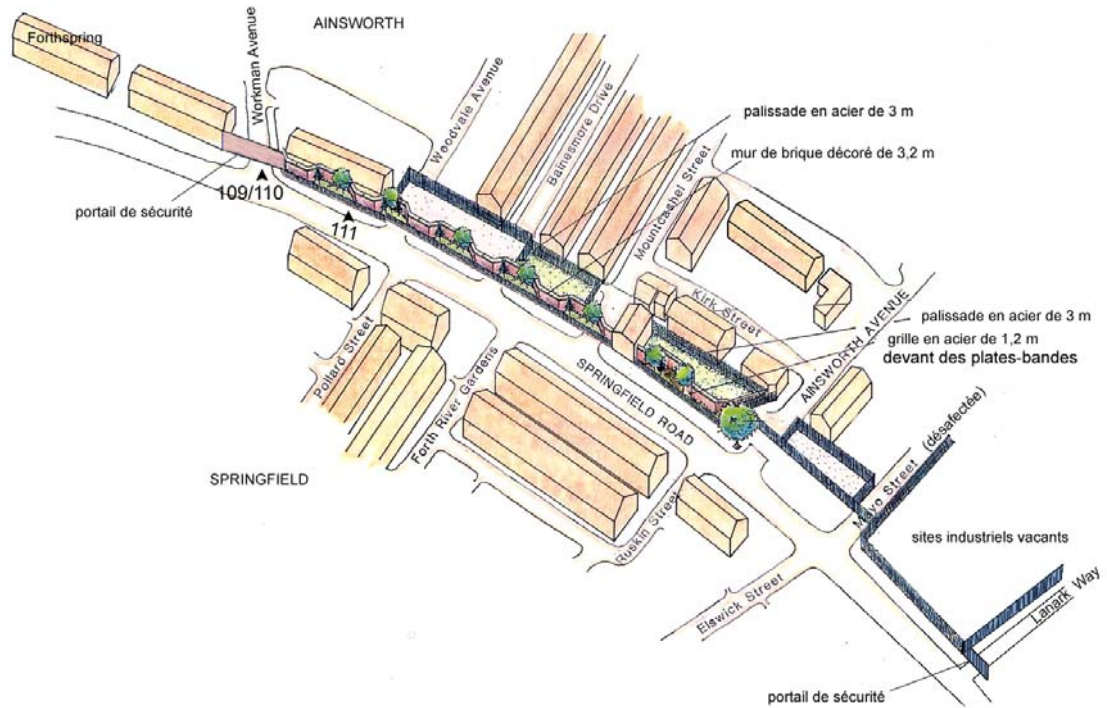 AINSWORTH
Forthspring
Workman Avenue
Woodvale Avenue
Bainesmore Drive
palissade en acier de 3 m
mur de brique décoré de 3,2 m
Mountcashel Street
portail de sécurité
109/110
111
Kirk Street
AINSWORTH AVENUE
palissade en acier de 3 m
grille en acier de 1,2 m
devant des plates-bandes
Pollard Street
Forth River Gardens
SPRINGFIELD ROAD
SPRINGFIELD
Mayo Street (désafectée)
Ruskin Street
sites industriels vacants
Elswick Street
Lanark Way
portail de sécurité